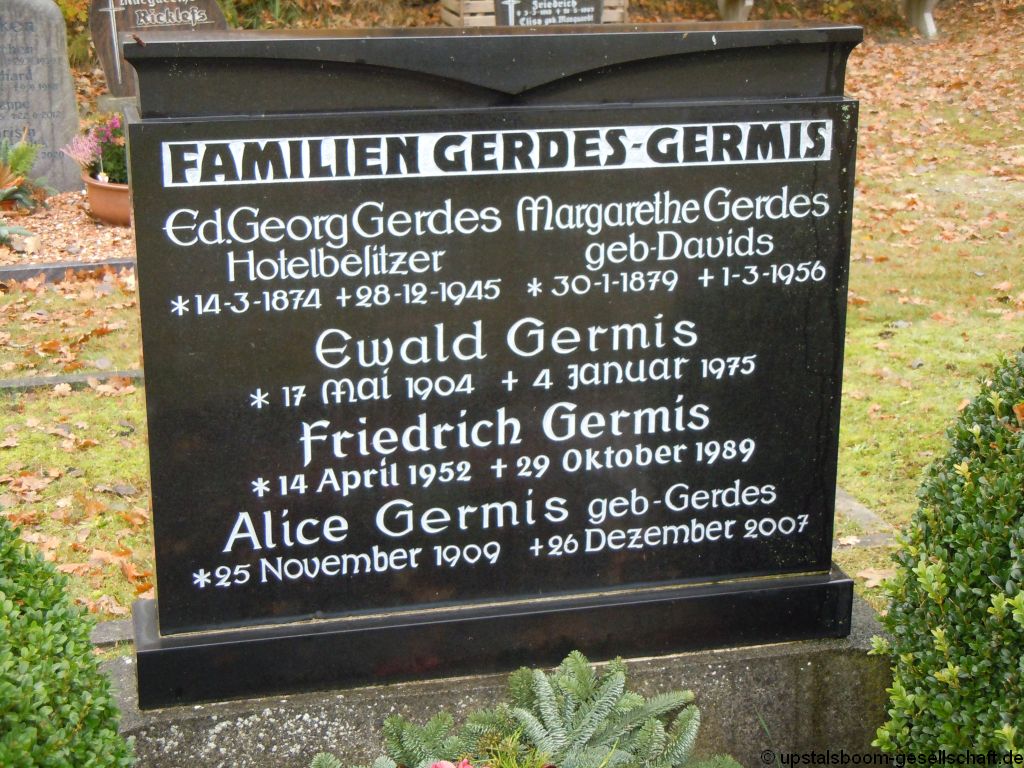 Ricklefs
Friedrich
FAMILIEN GERDES-GERMIS
Ed. Georg Gerdes
Hotelbesitzer
* 14-3-1874 + 28-12-1945
Margarethe Gerdes
geb-Davids
* 30-1-1879 + 1-3-1956
Ewald Germis
* 17 Mai 1904 + 4 Januar 1975
Friedrich Germis
* 14 April 1952 + 29 Oktober 1989
Alice Germis geb-Gerdes
* 25 November 1909 + 26 Dezember 2007
© upstalsboom-gesellschaft.de